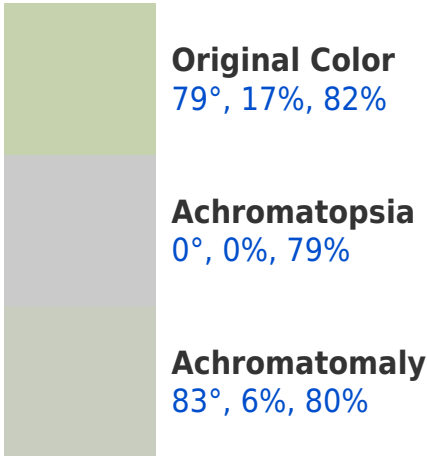 Original Color
79°, 17%, 82%
Achromatopsia
0°, 0%, 79%
Achromatomaly
83°, 6%, 80%